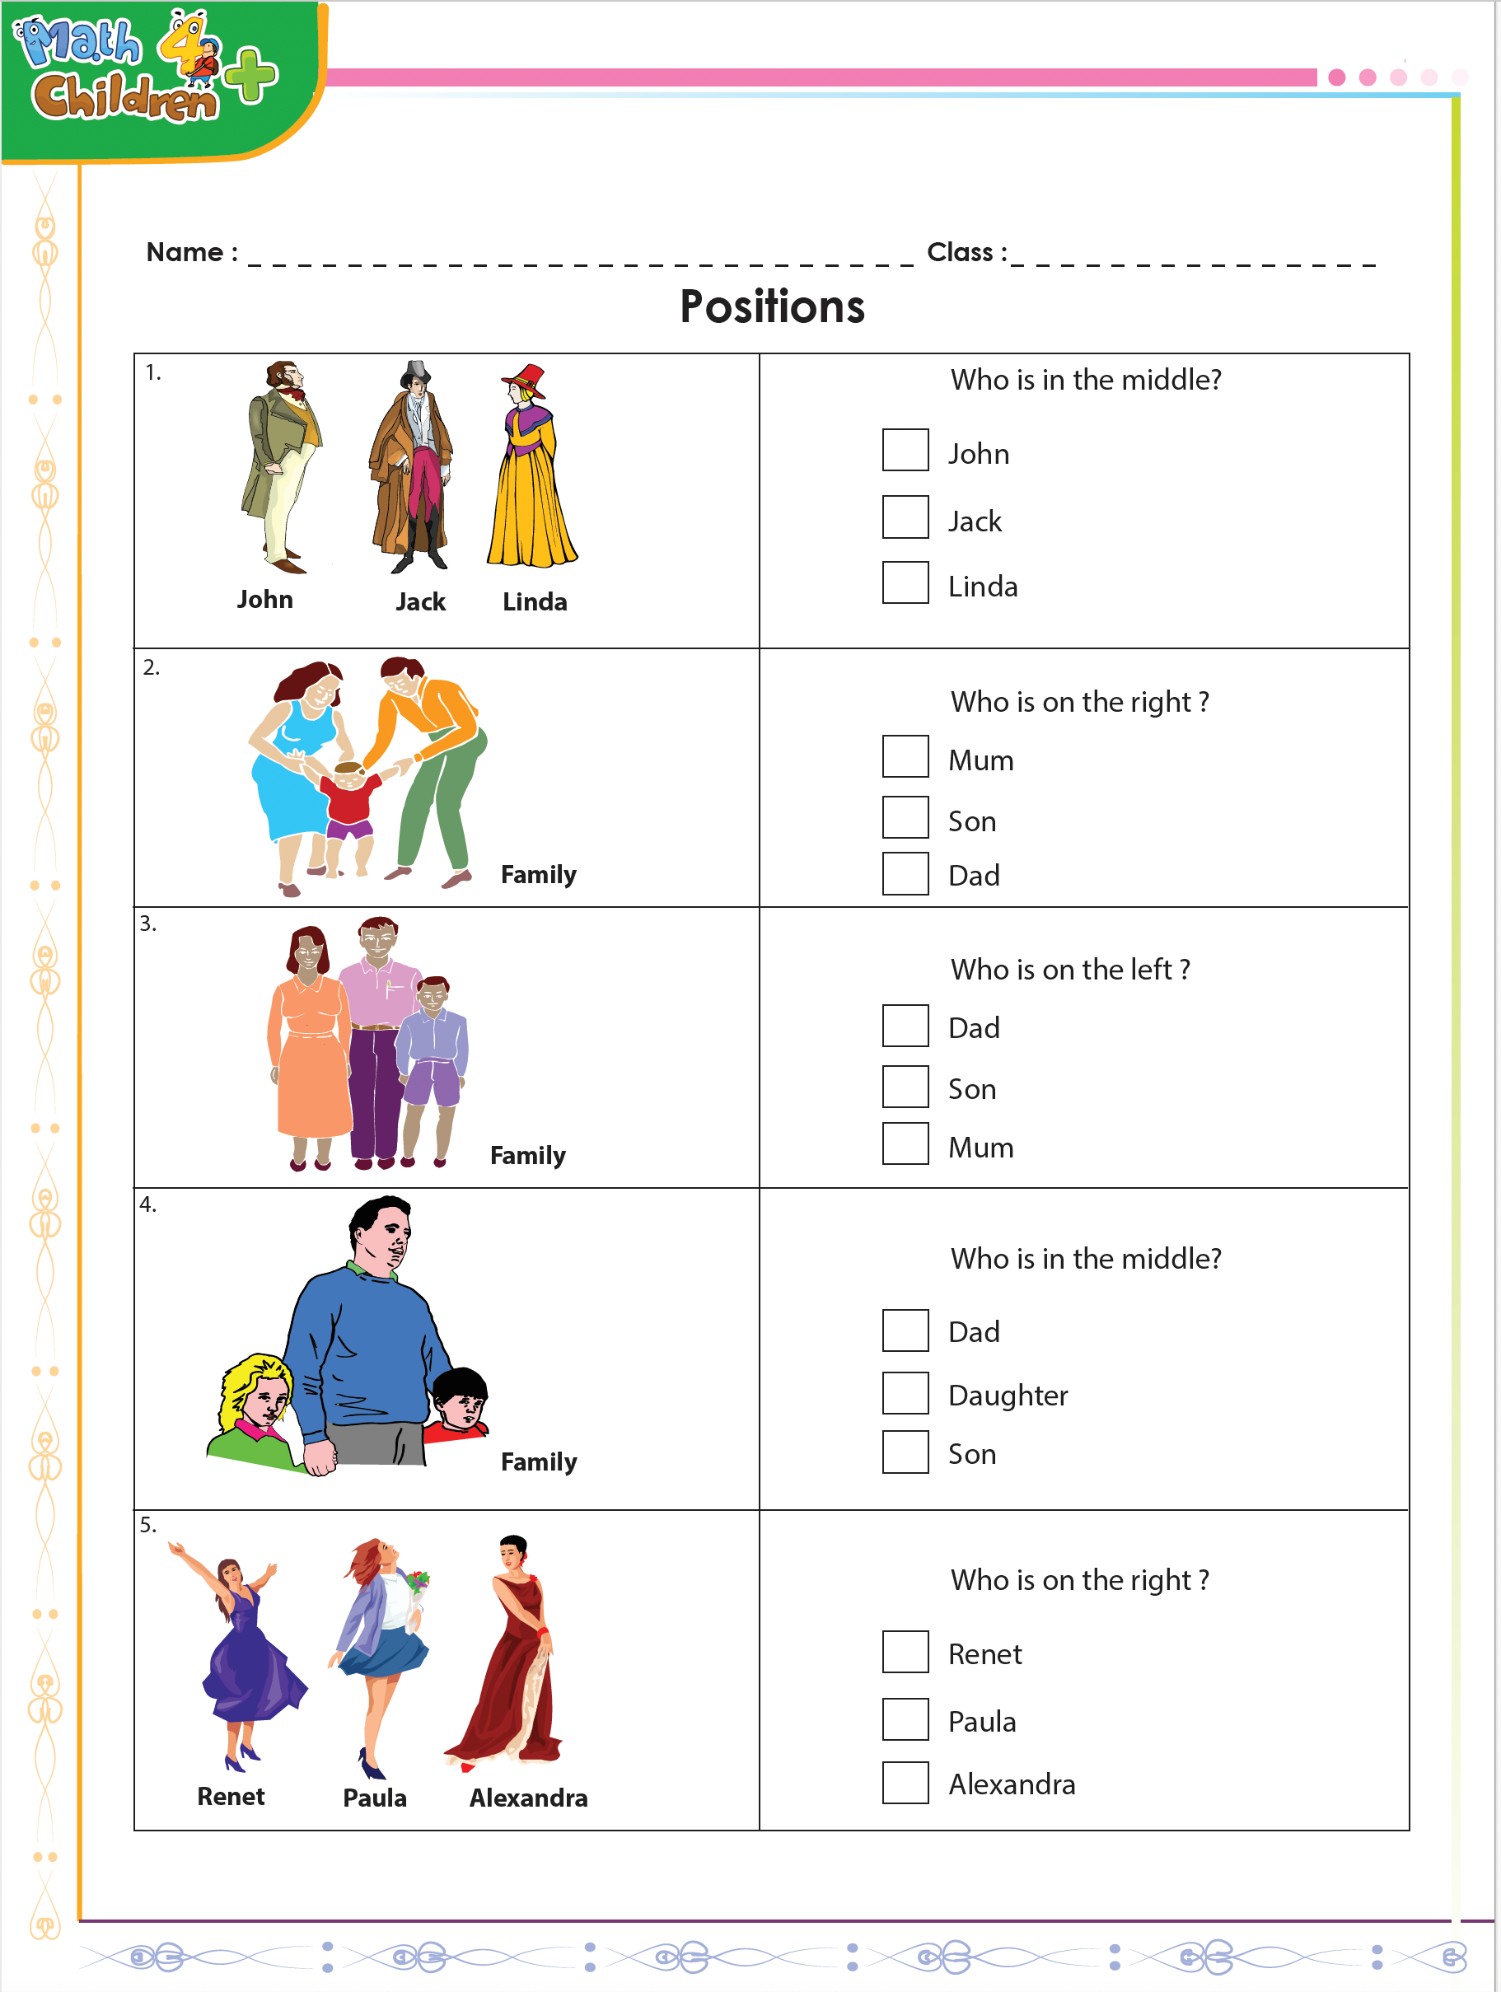 Math 4
Children +
Name : Class :
Positions
1.
John Jack Linda
Who is in the middle?
John
Jack
Linda
2.
Family
Who is on the right ?
Mum
Son
Dad
3.
Family
Who is on the left ?
Dad
Son
Mum
4.
Family
Who is in the middle?
Dad
Daughter
Son
5.
Renet Paula Alexandra
Who is on the right ?
Renet
Paula
Alexandra